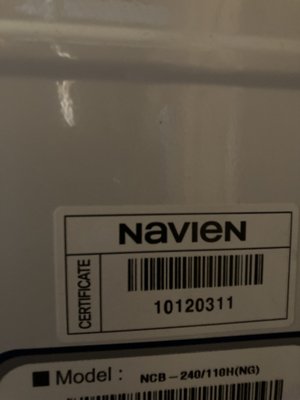 NAVIEN
CERTIFICATE
10120311
Model : NCB-240/110H(NG)